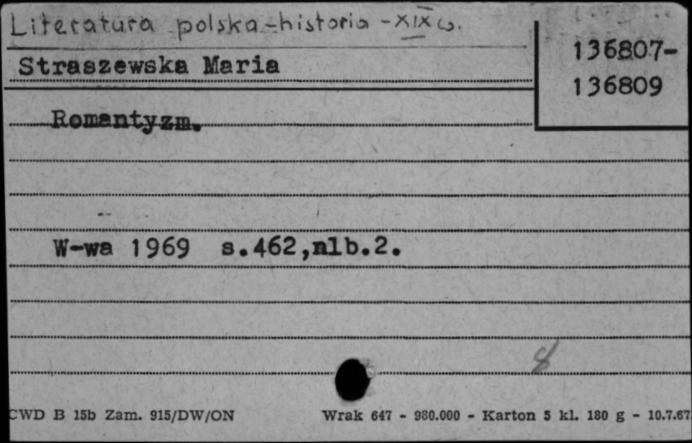 Literatura polska-historia - XIX w.
136807-
136809
Straszewska Maria
Romantyzm.
W-wa 1969 s.462,nlb.2.
8
CWD B 15b Zam. 915/DW/ON Wrak 647 - 980.000 - Karton 5 kl. 180 g - 10.7.67